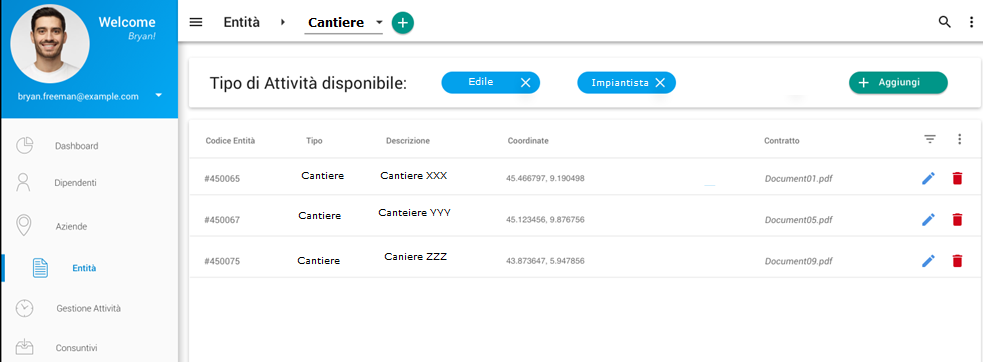 Welcome
Bryan!
bryan.freeman@example.com
Dashboard
Dipendenti
Aziende
Entità
Gestione Attività
Consuntivi
Entità Cantiere
Tipo di Attività disponibile: Edile Impiantista Aggiungi
Codice Entità Tipo Descrizione Coordinate Contratto
#450065 Cantiere Cantiere XXX 45.466797, 9.190498 Document01.pdf
#450067 Cantiere Canteiere YYY 45.123456, 9.876756 Document05.pdf
#450075 Cantiere Caniere ZZZ 43.873647, 5.947856 Document09.pdf